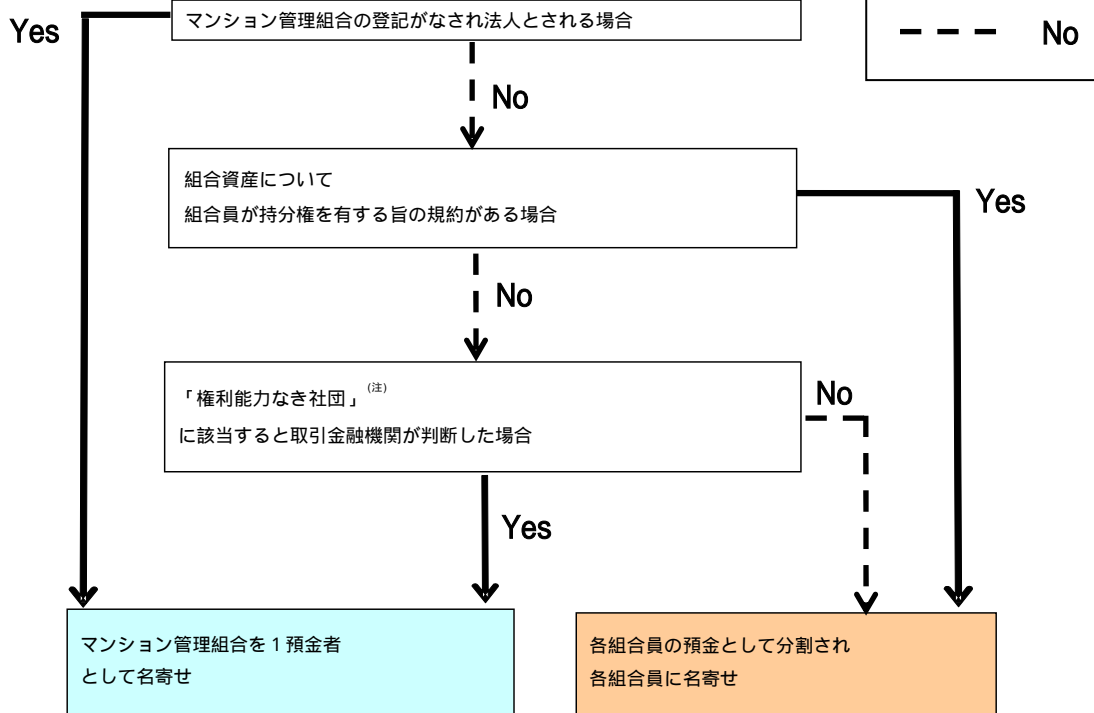 Yes
マンション管理組合の登記がなされ法人とされる場合
No
No
組合資産について
組合員が持分権を有する旨の規約がある場合
Yes
No
「権利能力なき社団」(注)
に該当すると取引金融機関が判断した場合
No
Yes
マンション管理組合を1預金者
として名寄せ
各組合員の預金として分割され
各組合員に名寄せ